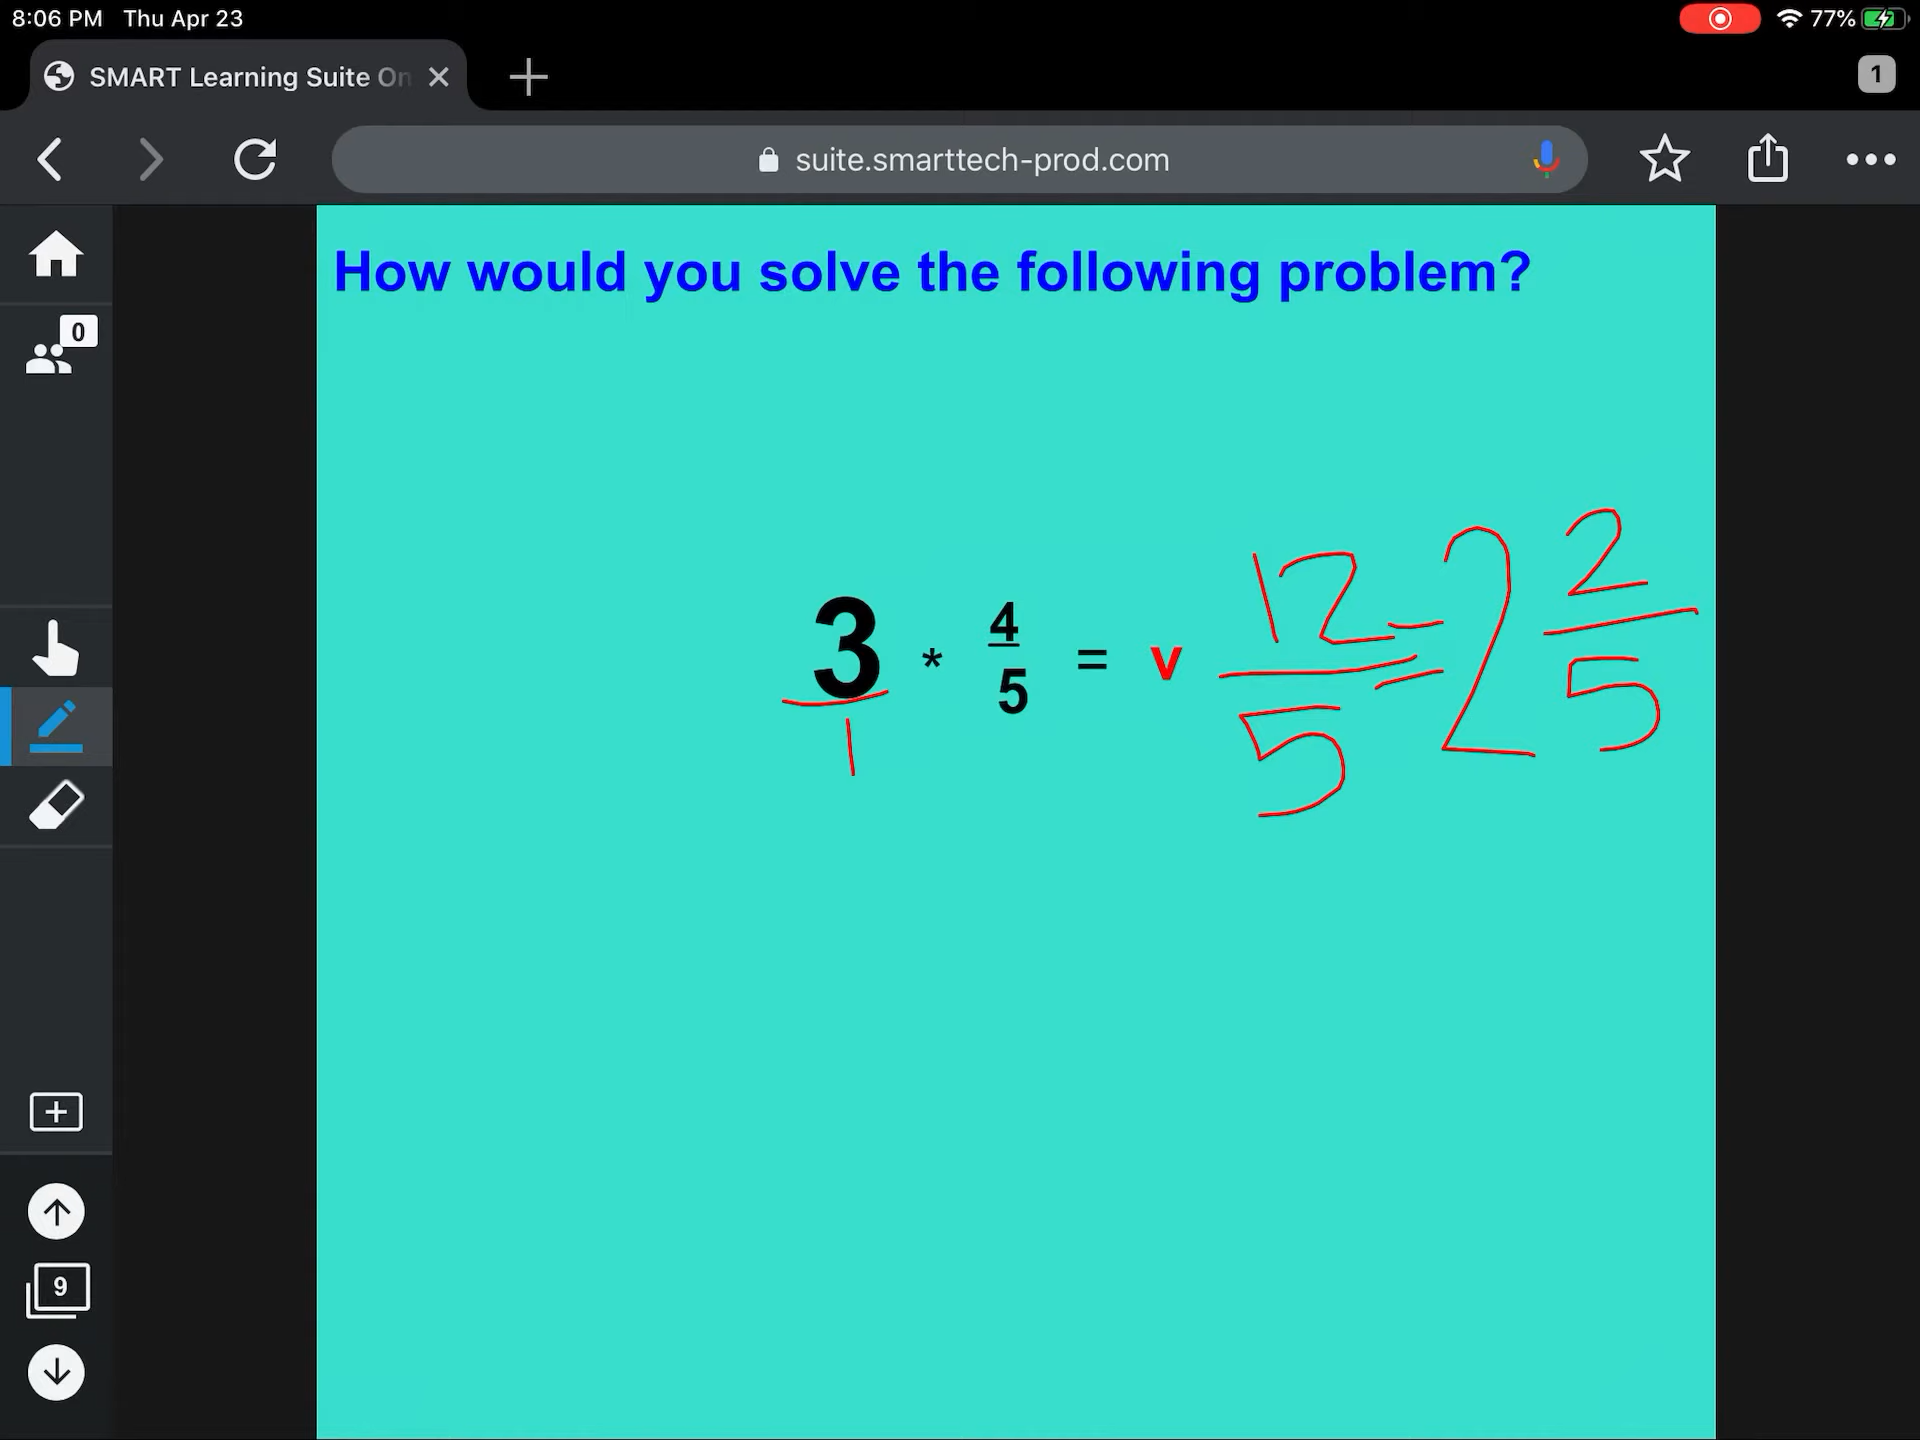 8:06 PM Thu Apr 23 77%
SMART Learning Suite On 1
suite.smarttech-prod.com
0
How would you solve the following problem?
3/1 * 4/5 = v 12/5 = 2 2/5
9